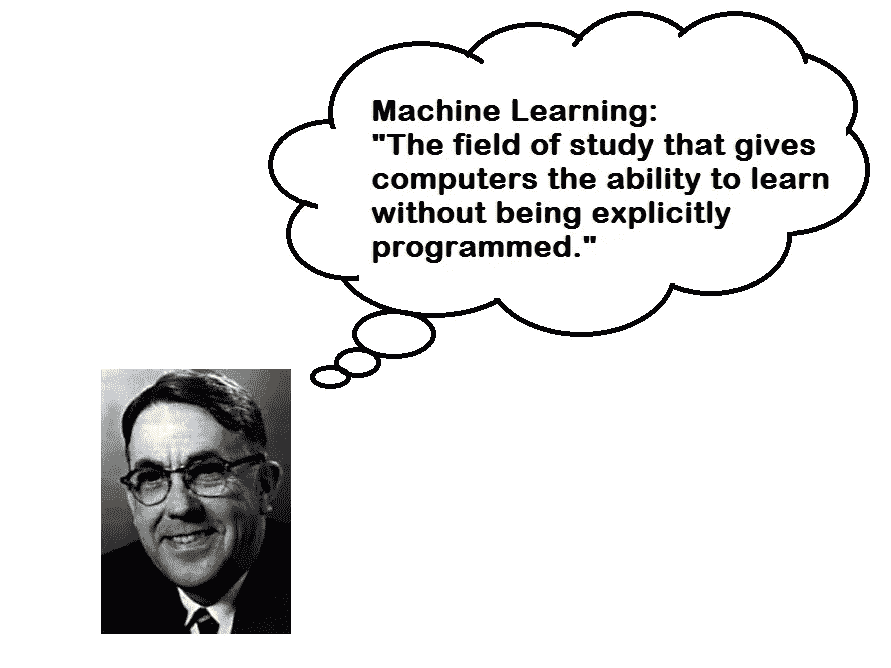 Machine Learning:
"The field of study that gives
computers the ability to learn
without being explicitly
programmed."